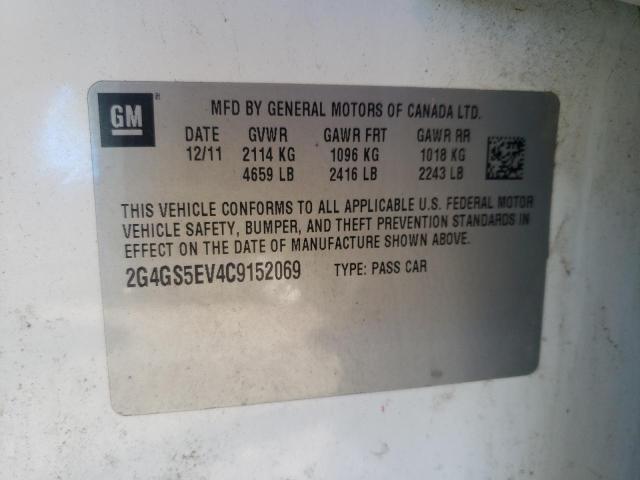 GM
MFD BY GENERAL MOTORS OF CANADA LTD.
DATE GVWR GAWR FRT GAWR RR
12/11 2114 KG 1096 KG 1018 KG
4659 LB 2416 LB 2243 LB
THIS VEHICLE CONFORMS TO ALL APPLICABLE U.S. FEDERAL MOTOR
VEHICLE SAFETY, BUMPER, AND THEFT PREVENTION STANDARDS IN
EFFECT ON THE DATE OF MANUFACTURE SHOWN ABOVE.
2G4GS5EV4C9152069 TYPE: PASS CAR